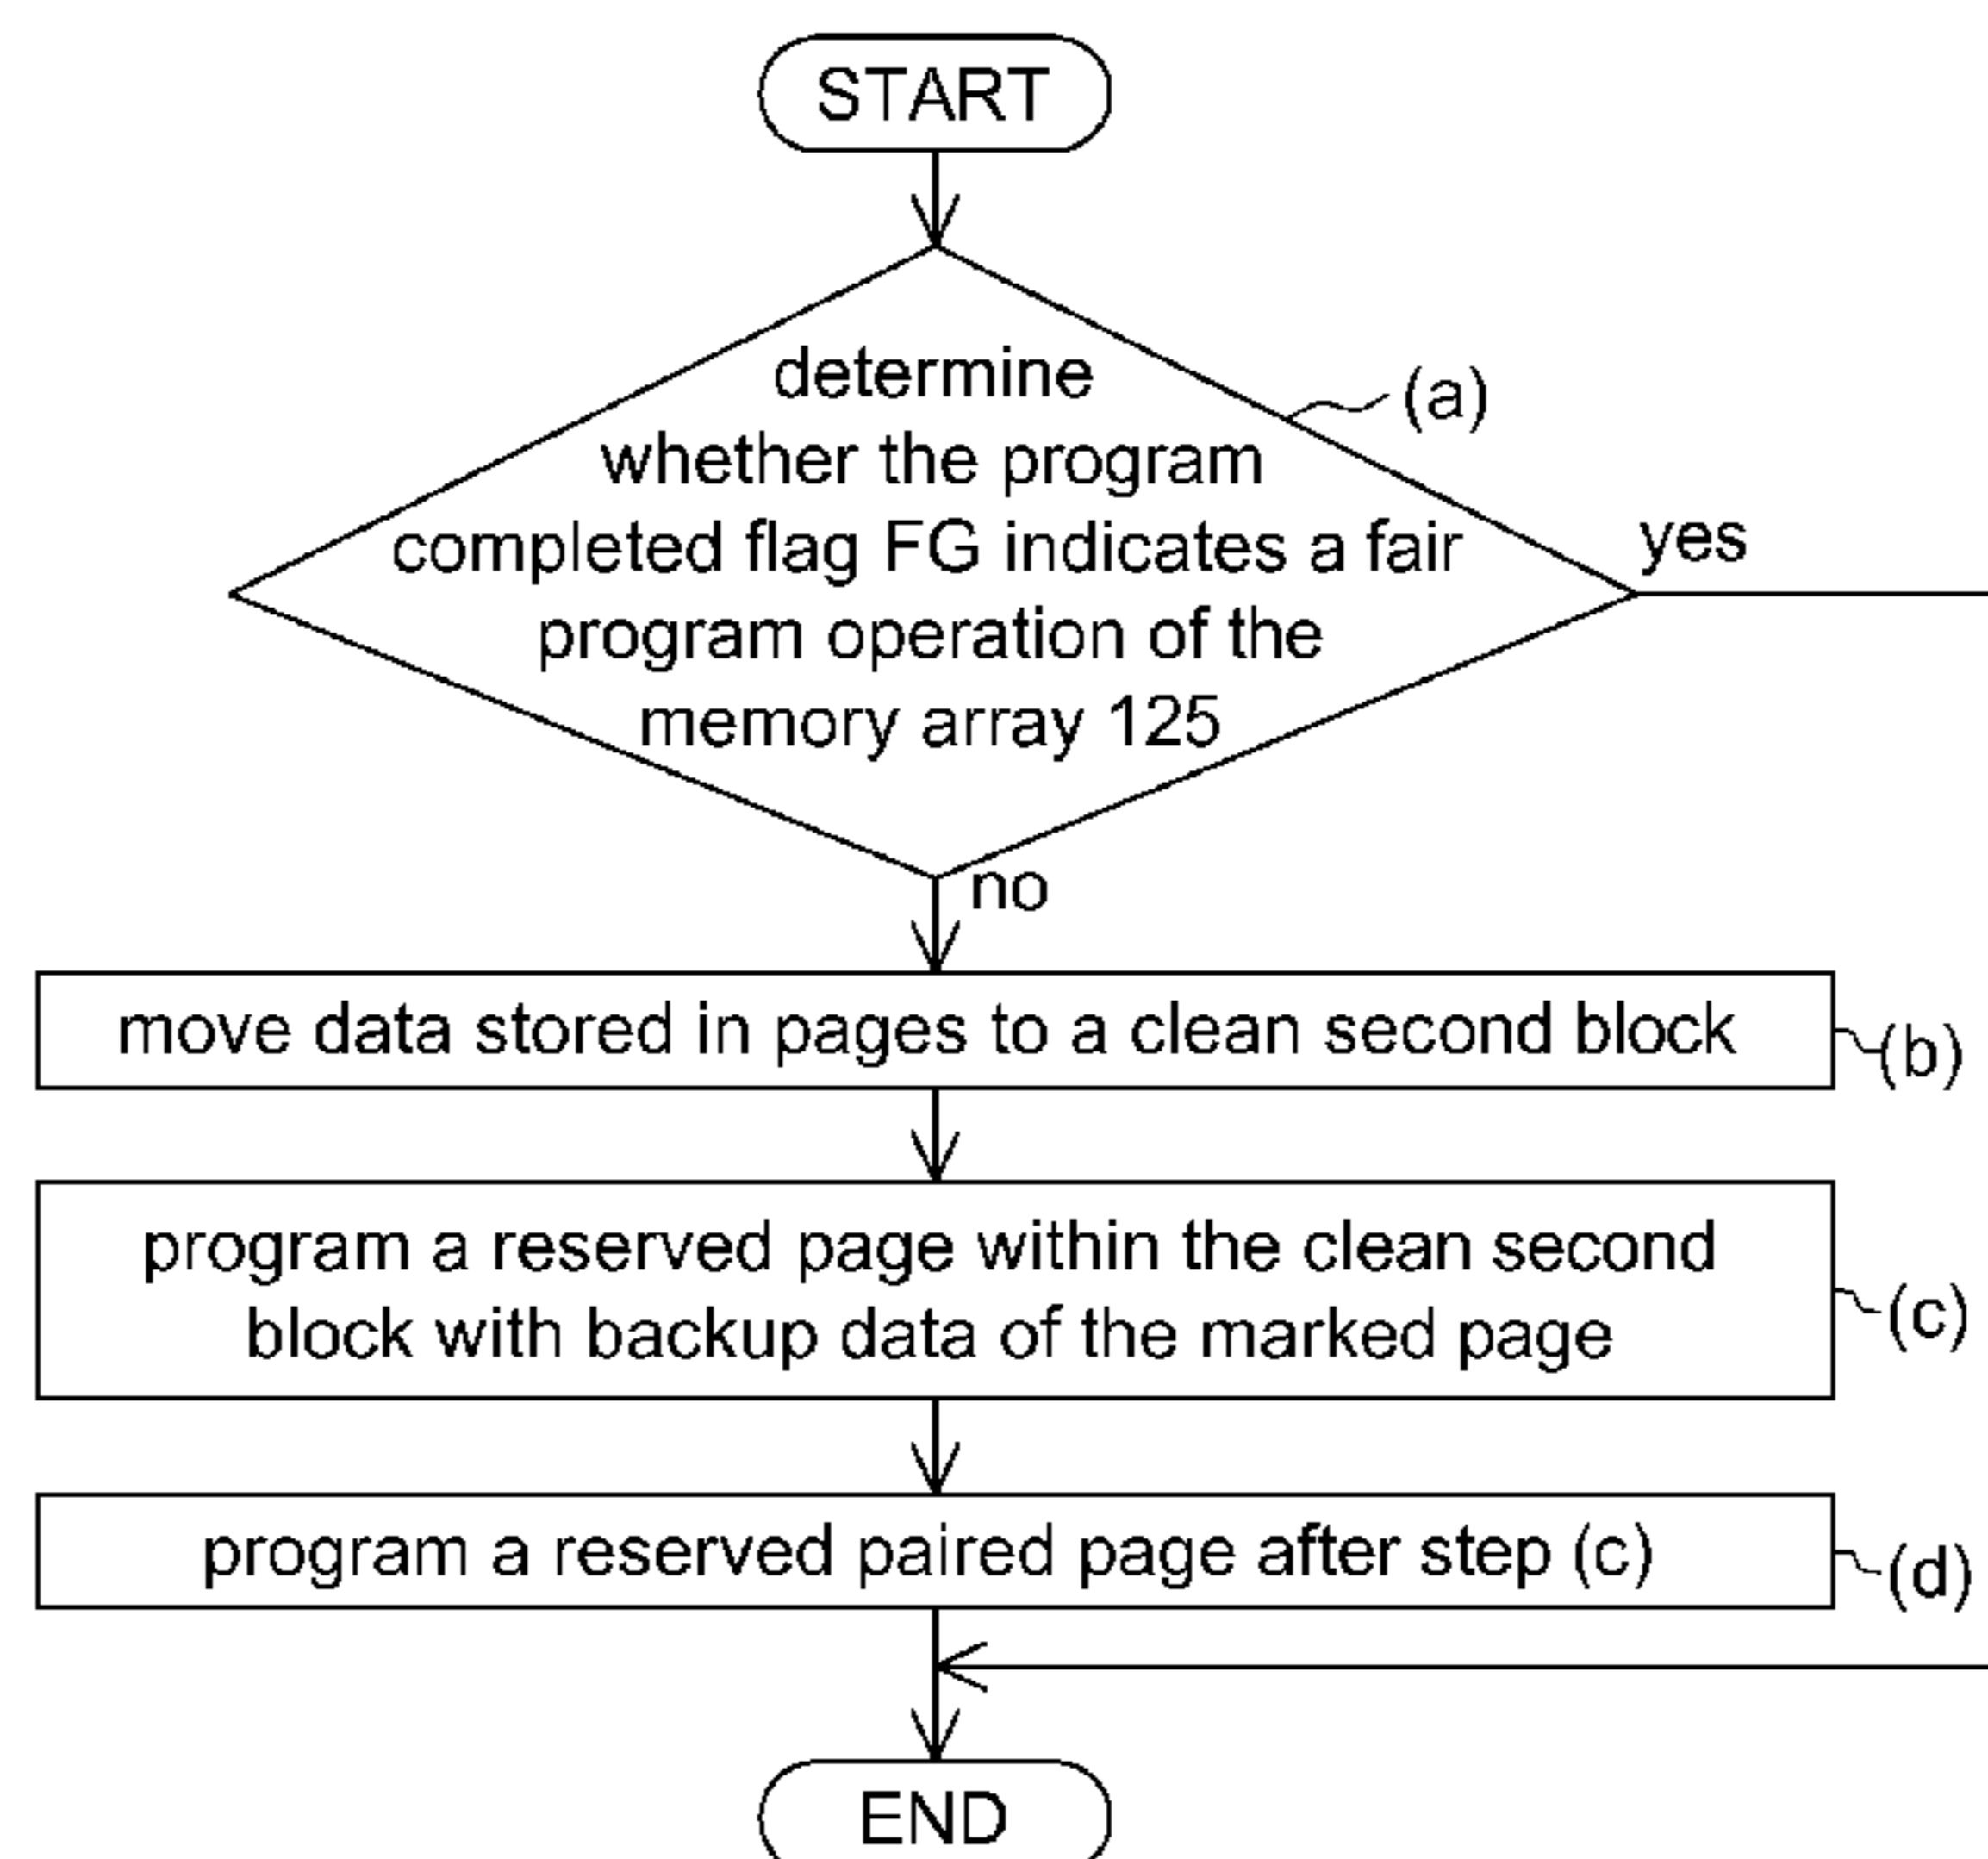 START
determine
whether the program
completed flag FG indicates a fair
program operation of the
memory array 125
(a)
yes
no
move data stored in pages to a clean second block
(b)
program a reserved page within the clean second
block with backup data of the marked page
(c)
program a reserved paired page after step (c)
(d)
END